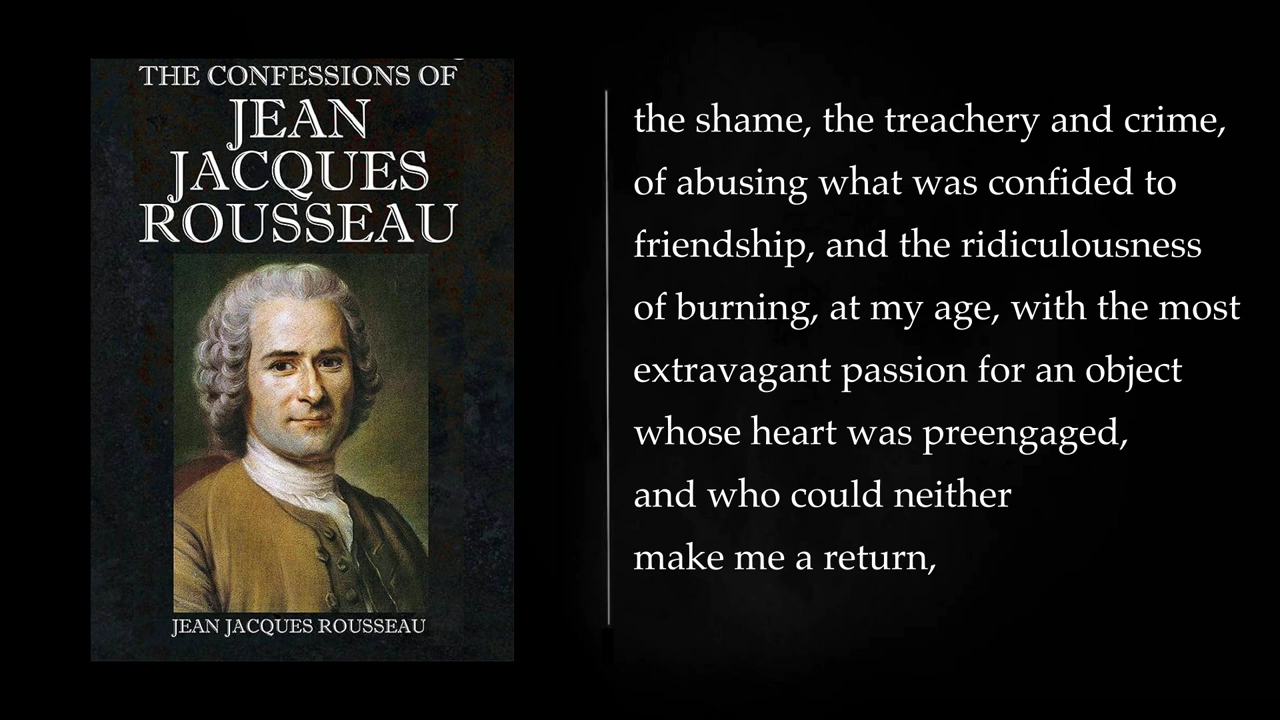 THE CONFESSIONS OF
JEAN
JACQUES
ROUSSEAU
JEAN JACQUES ROUSSEAU
the shame, the treachery and crime,
of abusing what was confided to
friendship, and the ridiculousness
of burning, at my age, with the most
extravagant passion for an object
whose heart was preengaged,
and who could neither
make me a return,